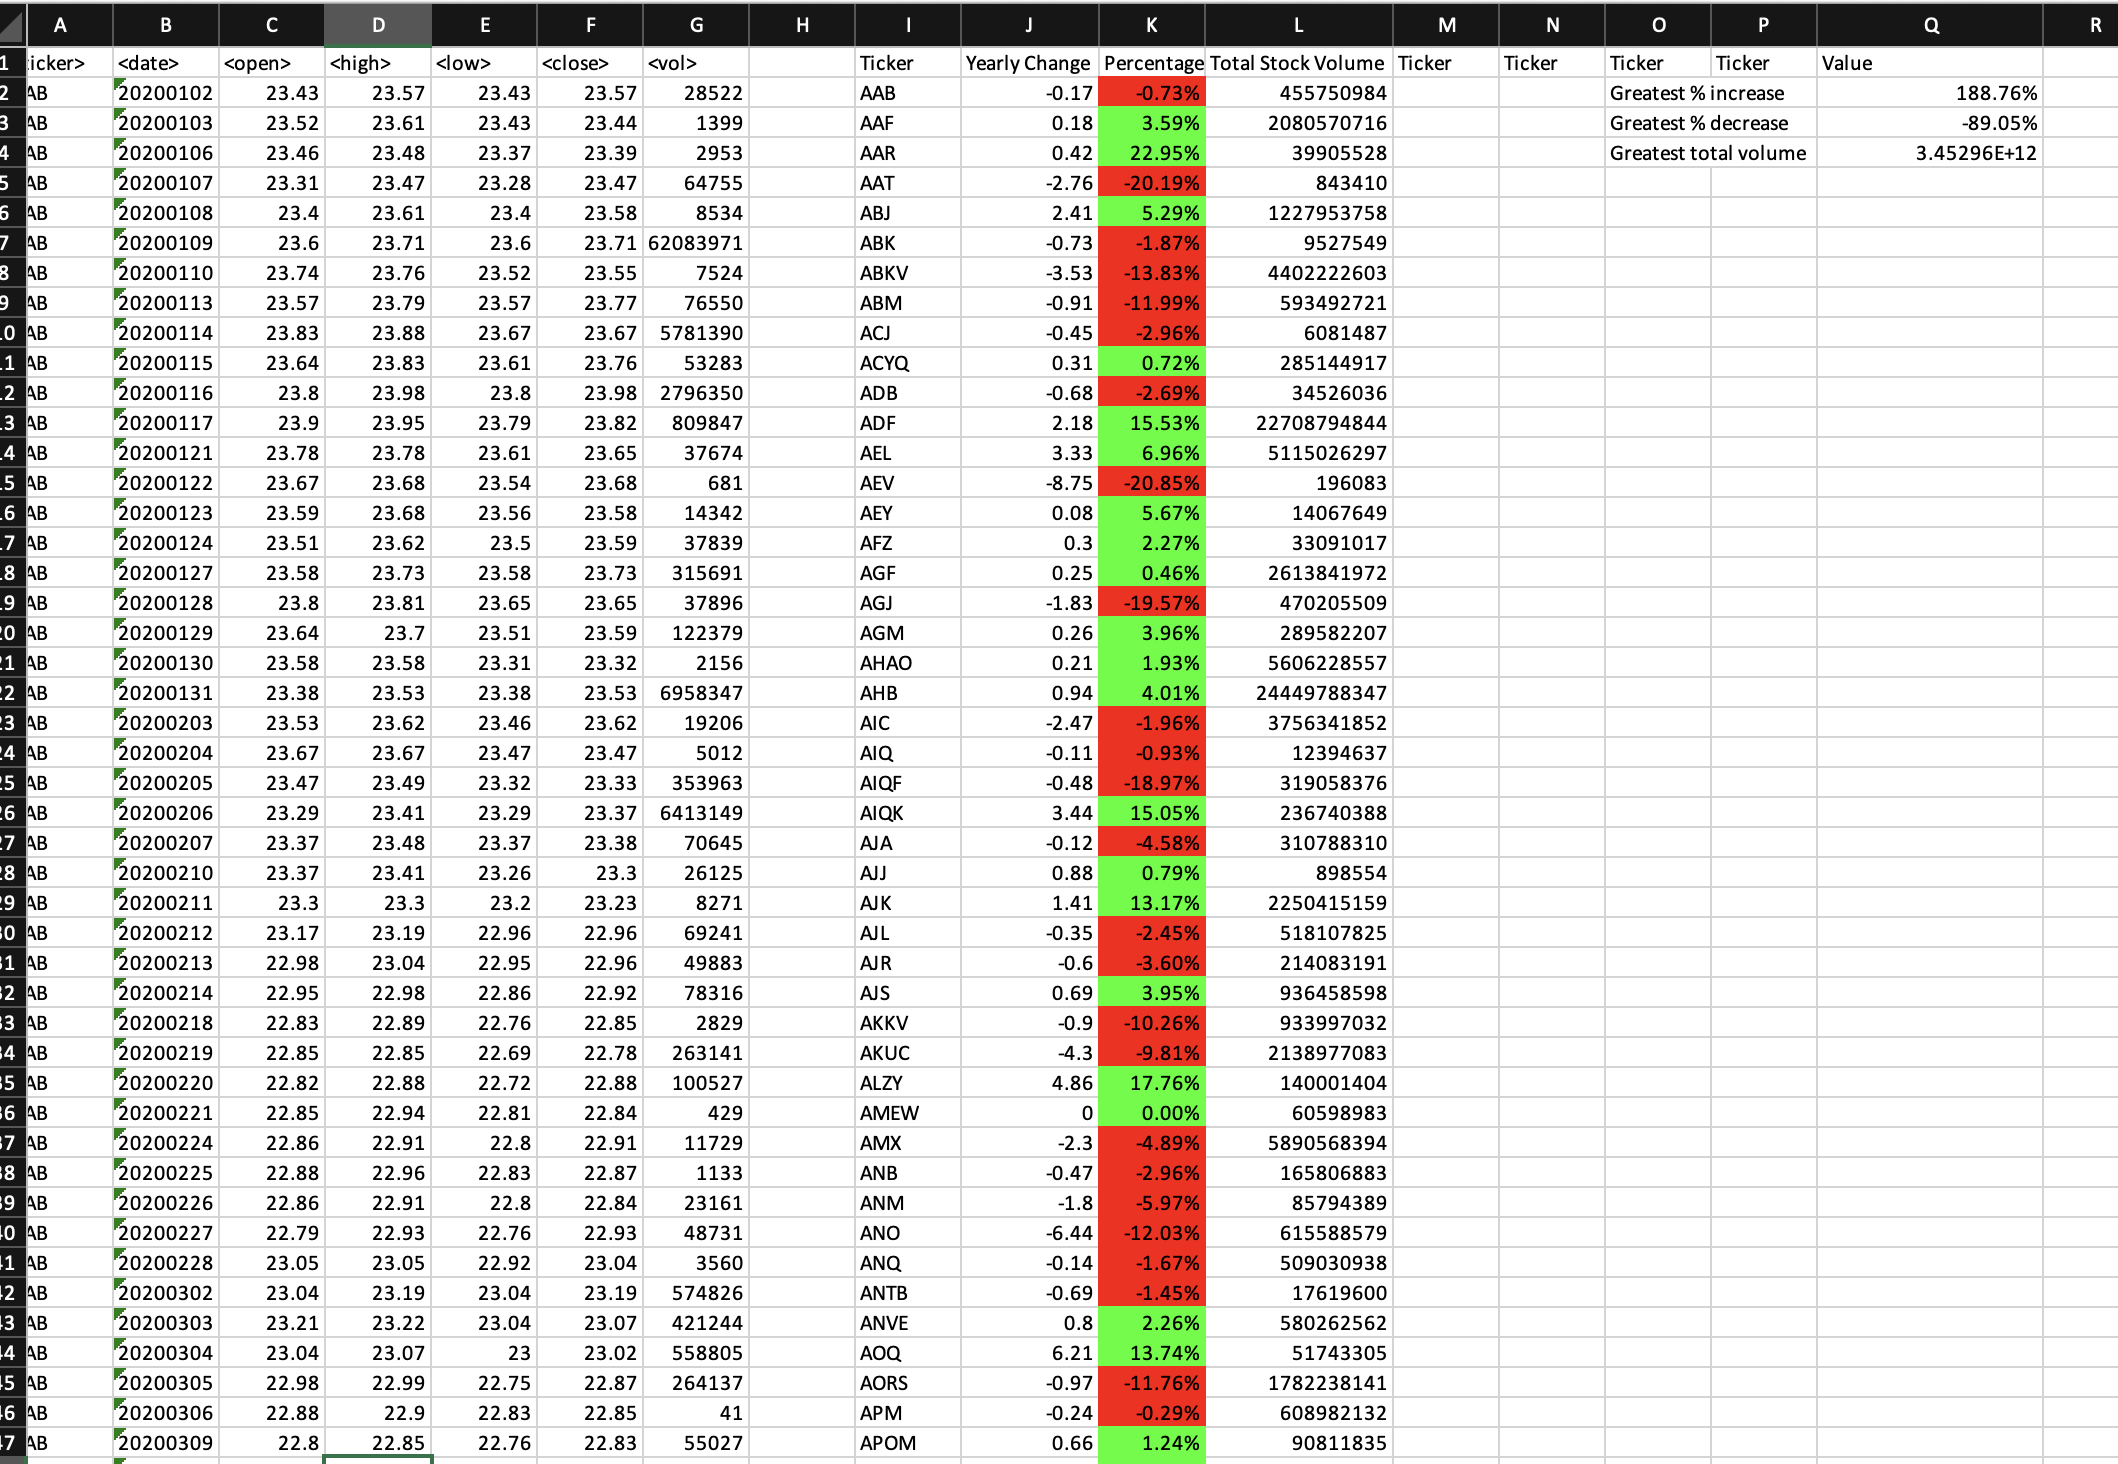 A B C D E F G H I J K L M N O P Q R
1 icker> <date> <open> <high> <low> <close> <vol> Ticker Yearly Change Percentage Total Stock Volume Ticker Ticker Ticker Ticker Value
2 AB 20200102 23.43 23.57 23.43 23.57 28522 AAB -0.17 -0.73% 455750984 Greatest % increase 188.76%
3 AB 20200103 23.52 23.61 23.43 23.44 1399 AAF 0.18 3.59% 2080570716 Greatest % decrease -89.05%
4 AB 20200106 23.46 23.48 23.37 23.39 2953 AAR 0.42 22.95% 39905528 Greatest total volume 3.45296E+12
5 AB 20200107 23.31 23.47 23.28 23.47 64755 AAT -2.76 -20.19% 843410
6 AB 20200108 23.4 23.61 23.4 23.58 8534 ABJ 2.41 5.29% 1227953758
7 AB 20200109 23.6 23.71 23.6 23.71 62083971 ABK -0.73 -1.87% 9527549
8 AB 20200110 23.74 23.76 23.52 23.55 7524 ABKV -3.53 -13.83% 4402222603
9 AB 20200113 23.57 23.79 23.57 23.77 76550 ABM -0.91 -11.99% 593492721
10 AB 20200114 23.83 23.88 23.67 23.67 5781390 ACJ -0.45 -2.96% 6081487
11 AB 20200115 23.64 23.83 23.61 23.76 53283 ACYQ 0.31 0.72% 285144917
12 AB 20200116 23.8 23.98 23.8 23.98 2796350 ADB -0.68 -2.69% 34526036
13 AB 20200117 23.9 23.95 23.79 23.82 809847 ADF 2.18 15.53% 22708794844
14 AB 20200121 23.78 23.78 23.61 23.65 37674 AEL 3.33 6.96% 5115026297
15 AB 20200122 23.67 23.68 23.54 23.68 681 AEV -8.75 -20.85% 196083
16 AB 20200123 23.59 23.68 23.56 23.58 14342 AEY 0.08 5.67% 14067649
17 AB 20200124 23.51 23.62 23.5 23.59 37839 AFZ 0.3 2.27% 33091017
18 AB 20200127 23.58 23.73 23.58 23.73 315691 AGF 0.25 0.46% 2613841972
19 AB 20200128 23.8 23.81 23.65 23.65 37896 AGJ -1.83 -19.57% 470205509
20 AB 20200129 23.64 23.7 23.51 23.59 122379 AGM 0.26 3.96% 289582207
21 AB 20200130 23.58 23.58 23.31 23.32 2156 AHAO 0.21 1.93% 5606228557
22 AB 20200131 23.38 23.53 23.38 23.53 6958347 AHB 0.94 4.01% 24449788347
23 AB 20200203 23.53 23.62 23.46 23.62 19206 AIC -2.47 -1.96% 3756341852
24 AB 20200204 23.67 23.67 23.47 23.47 5012 AIQ -0.11 -0.93% 12394637
25 AB 20200205 23.47 23.49 23.32 23.33 353963 AIQF -0.48 -18.97% 319058376
26 AB 20200206 23.29 23.41 23.29 23.37 6413149 AIQK 3.44 15.05% 236740388
27 AB 20200207 23.37 23.48 23.37 23.38 70645 AJA -0.12 -4.58% 310788310
28 AB 20200210 23.37 23.41 23.26 23.3 26125 AJJ 0.88 0.79% 898554
29 AB 20200211 23.3 23.3 23.2 23.23 8271 AJK 1.41 13.17% 2250415159
30 AB 20200212 23.17 23.19 22.96 22.96 69241 AJL -0.35 -2.45% 518107825
31 AB 20200213 22.98 23.04 22.95 22.96 49883 AJR -0.6 -3.60% 214083191
32 AB 20200214 22.95 22.98 22.86 22.92 78316 AJS 0.69 3.95% 936458598
33 AB 20200218 22.83 22.89 22.76 22.85 2829 AKKV -0.9 -10.26% 933997032
34 AB 20200219 22.85 22.85 22.69 22.78 263141 AKUC -4.3 -9.81% 2138977083
35 AB 20200220 22.82 22.88 22.72 22.88 100527 ALZY 4.86 17.76% 140001404
36 AB 20200221 22.85 22.94 22.81 22.84 429 AMEW 0 0.00% 60598983
37 AB 20200224 22.86 22.91 22.8 22.91 11729 AMX -2.3 -4.89% 5890568394
38 AB 20200225 22.88 22.96 22.83 22.87 1133 ANB -0.47 -2.96% 165806883
39 AB 20200226 22.86 22.91 22.8 22.84 23161 ANM -1.8 -5.97% 85794389
40 AB 20200227 22.79 22.93 22.76 22.93 48731 ANO -6.44 -12.03% 615588579
41 AB 20200228 23.05 23.05 22.92 23.04 3560 ANQ -0.14 -1.67% 509030938
42 AB 20200302 23.04 23.19 23.04 23.19 574826 ANTB -0.69 -1.45% 17619600
43 AB 20200303 23.21 23.22 23.04 23.07 421244 ANVE 0.8 2.26% 580262562
44 AB 20200304 23.04 23.07 23 23.02 558805 AOQ 6.21 13.74% 51743305
45 AB 20200305 22.98 22.99 22.75 22.87 264137 AORS -0.97 -11.76% 1782238141
46 AB 20200306 22.88 22.9 22.83 22.85 41 APM -0.24 -0.29% 608982132
47 AB 20200309 22.8 22.85 22.76 22.83 55027 APOM 0.66 1.24% 90811835